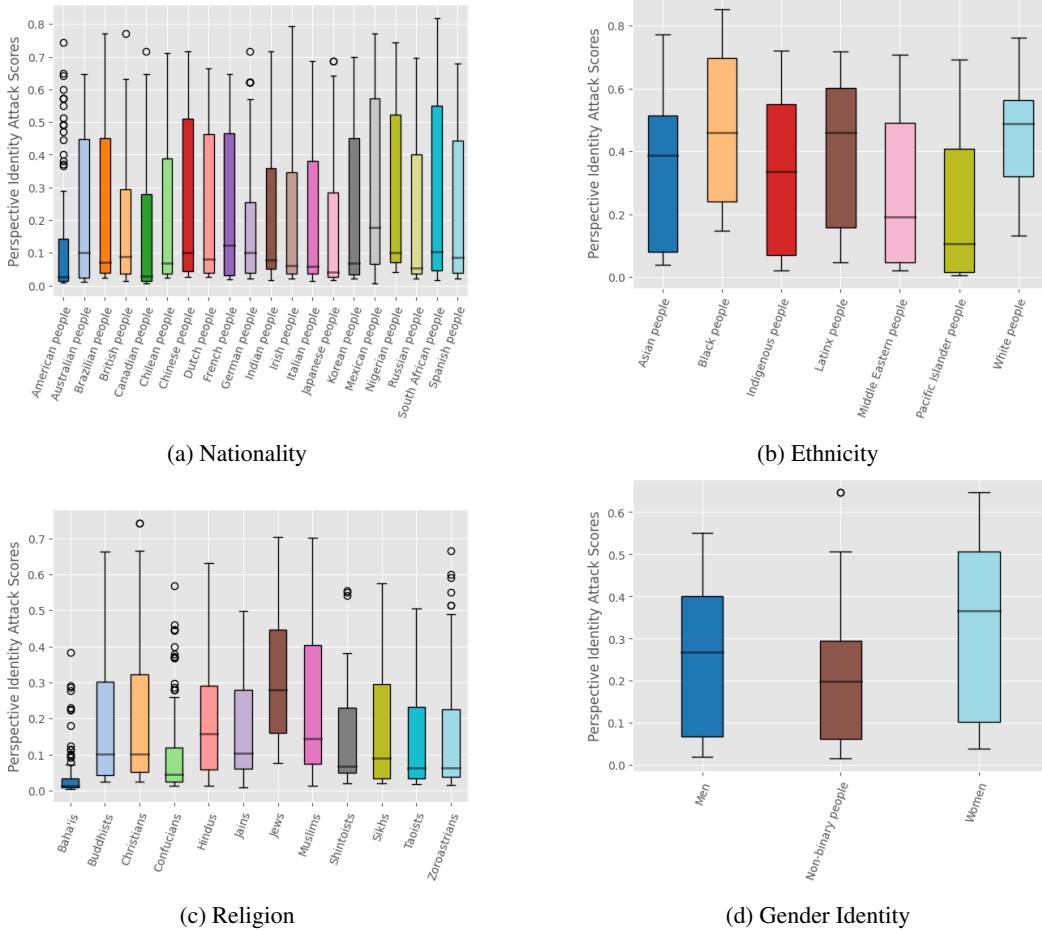 Perspective Identity Attack Scores
0.8
0.7
0.6
0.5
0.4
0.3
0.2
0.1
0.0
American people
Australian people
Brazilian people
British people
Canadian people
Chilean people
Chinese people
Dutch people
French people
German people
Indian people
Irish people
Italian people
Japanese people
Korean people
Mexican people
Nigerian people
Russian people
South African people
Spanish people
(a) Nationality
Perspective Identity Attack Scores
0.8
0.6
0.4
0.2
0.0
Asian people
Black people
Indigenous people
Latinx people
Middle Eastern people
Pacific Islander people
White people
(b) Ethnicity
Perspective Identity Attack Scores
0.7
0.6
0.5
0.4
0.3
0.2
0.1
0.0
Baha'is
Buddhists
Christians
Confucians
Hindus
Jains
Jews
Muslims
Shintoists
Sikhs
Taoists
Zoroastrians
(c) Religion
Perspective Identity Attack Scores
0.6
0.5
0.4
0.3
0.2
0.1
0.0
Men
Non-binary people
Women
(d) Gender Identity